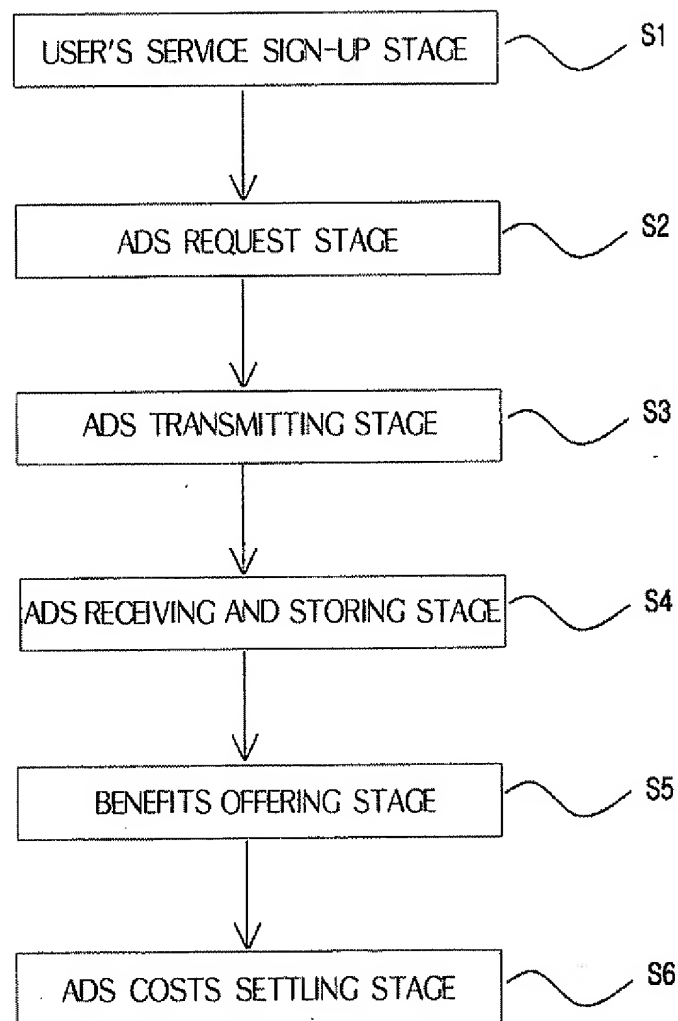 USER'S SERVICE SIGN-UP STAGE S1
ADS REQUEST STAGE S2
ADS TRANSMITTING STAGE S3
ADS RECEIVING AND STORING STAGE S4
BENEFITS OFFERING STAGE S5
ADS COSTS SETTLING STAGE S6